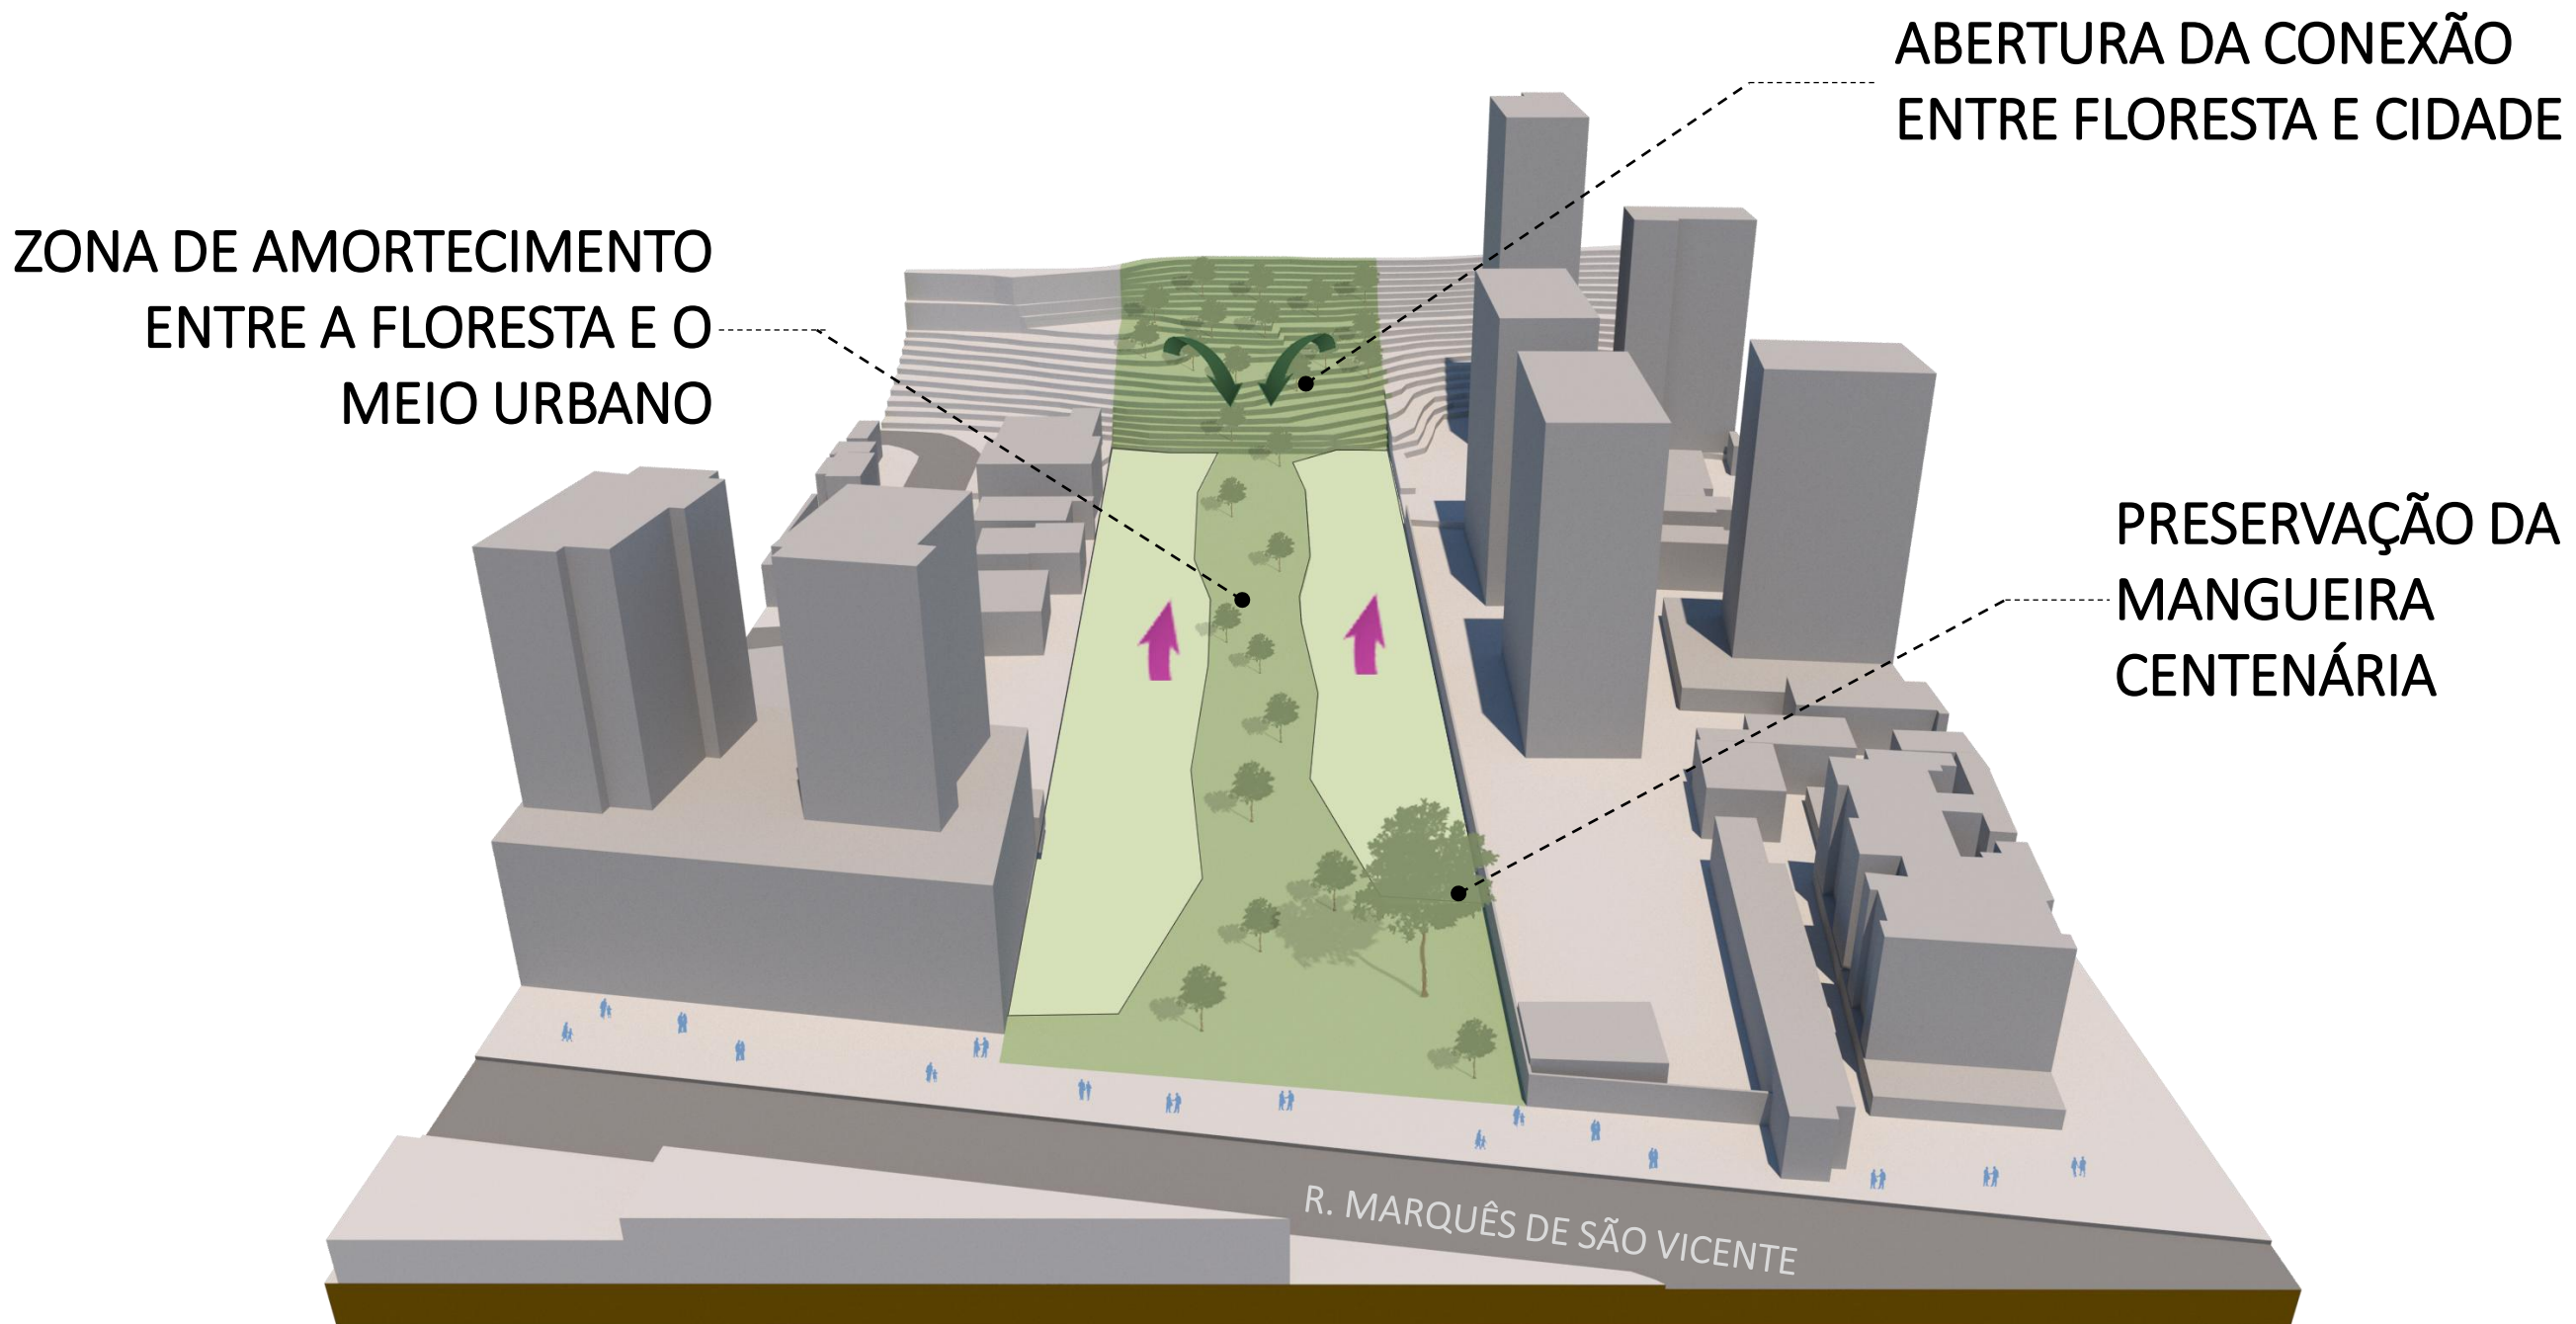 ABERTURA DA CONEXÃO
ENTRE FLORESTA E CIDADE
ZONA DE AMORTECIMENTO
ENTRE A FLORESTA E O
MEIO URBANO
PRESERVAÇÃO DA
MANGUEIRA
CENTENÁRIA
R. MARQUÊS DE SÃO VICENTE